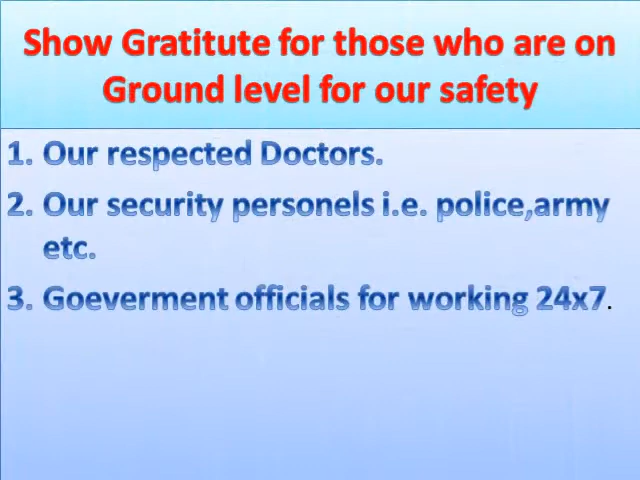 Show Gratitute for those who are on
Ground level for our safety
1. Our respected Doctors.
2. Our security personels i.e. police,army
etc.
3. Goeverment officials for working 24x7.